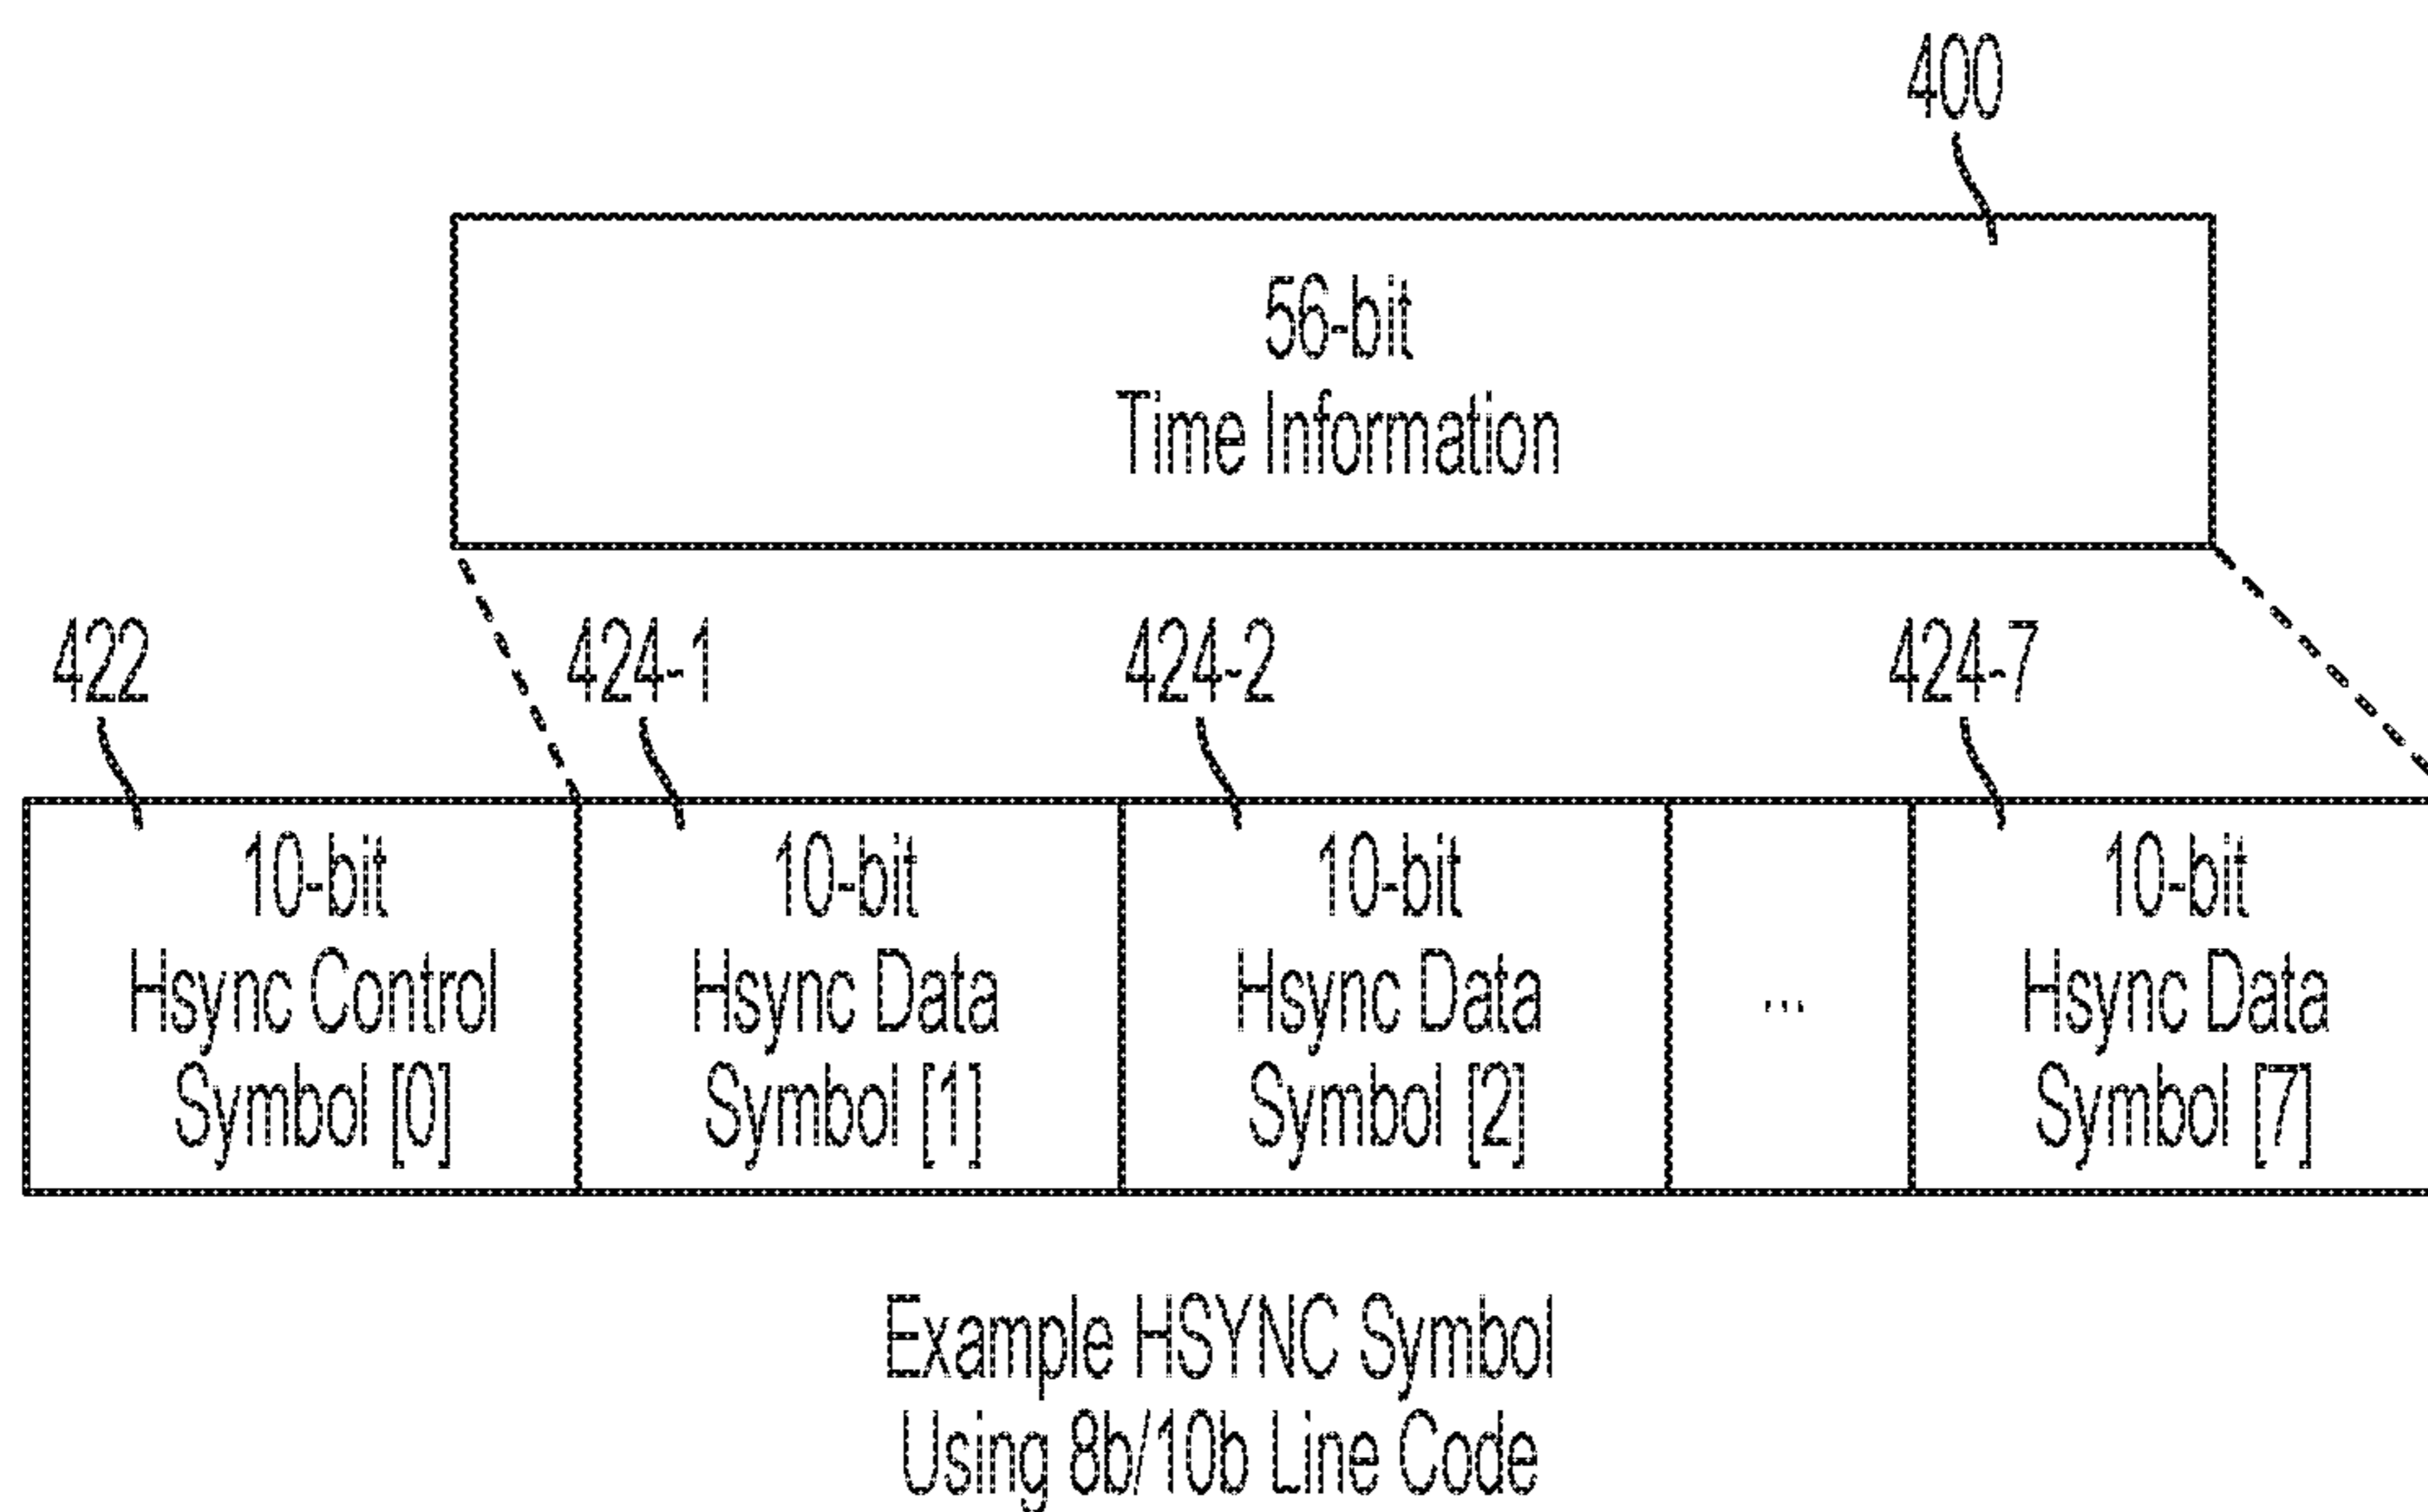 400
56-bit
Time Information
422
424-1
424-2
424-7
10-bit
Hsync Control
Symbol [0]
10-bit
Hsync Data
Symbol [1]
10-bit
Hsync Data
Symbol [2]
...
10-bit
Hsync Data
Symbol [7]
Example HSYNC Symbol
Using 8b/10b Line Code